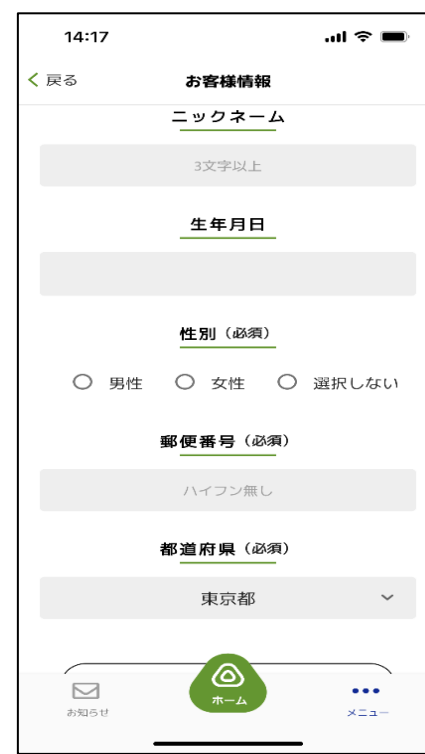 14:17
戻る
お客様情報
ニックネーム
3文字以上
生年月日
性別（必須）
男性 女性 選択しない
郵便番号（必須）
ハイフン無し
都道府県（必須）
東京都
お知らせ ホーム メニュー